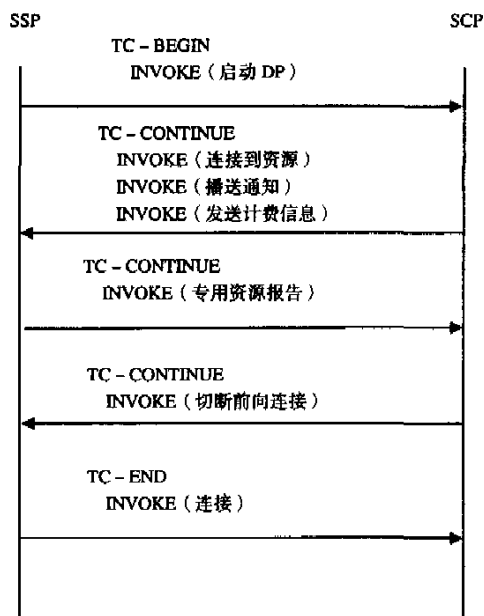 SSP SCP
TC – BEGIN
INVOKE（启动 DP）
TC – CONTINUE
INVOKE（连接到资源）
INVOKE（播送通知）
INVOKE（发送计费信息）
TC – CONTINUE
INVOKE（专用资源报告）
TC – CONTINUE
INVOKE（切断前向连接）
TC – END
INVOKE（连接）